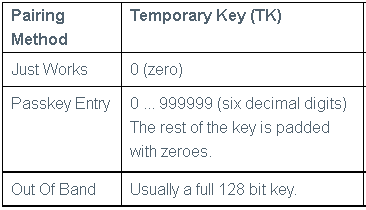 Pairing Temporary Key (TK)
Method
Just Works 0 (zero)
Passkey Entry 0 ... 999999 (six decimal digits)
The rest of the key is padded
with zeroes.
Out Of Band Usually a full 128 bit key.